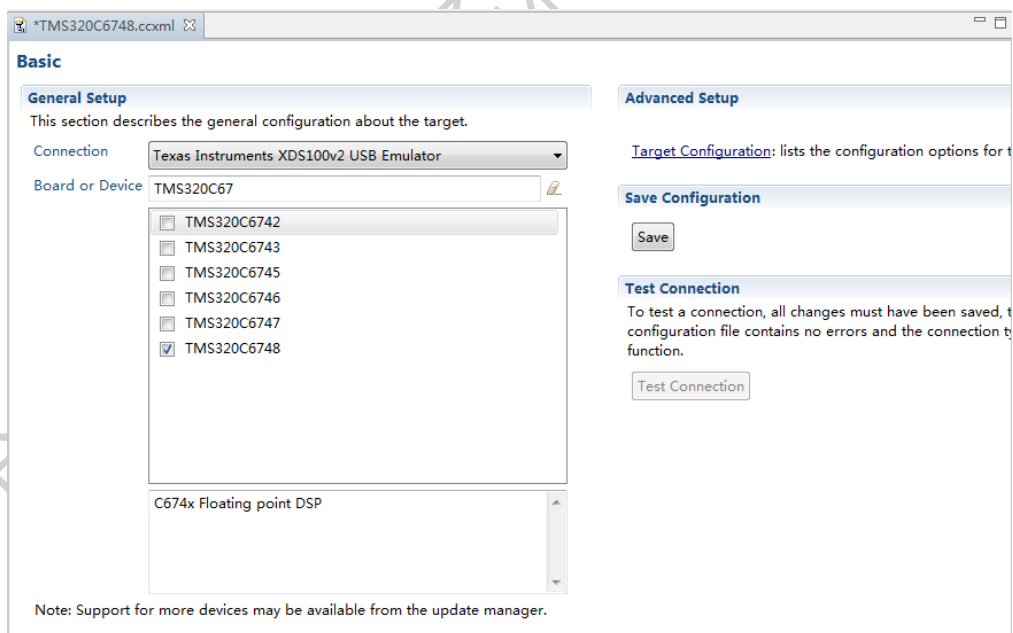 *TMS320C6748.ccxml
Basic
General Setup
This section describes the general configuration about the target.
Connection
Texas Instruments XDS100v2 USB Emulator
Board or Device
TMS320C67
TMS320C6742
TMS320C6743
TMS320C6745
TMS320C6746
TMS320C6747
TMS320C6748
C674x Floating point DSP
Note: Support for more devices may be available from the update manager.
Advanced Setup
Target Configuration: lists the configuration options for
Save Configuration
Save
Test Connection
To test a connection, all changes must have been saved,
configuration file contains no errors and the connection
function.
Test Connection